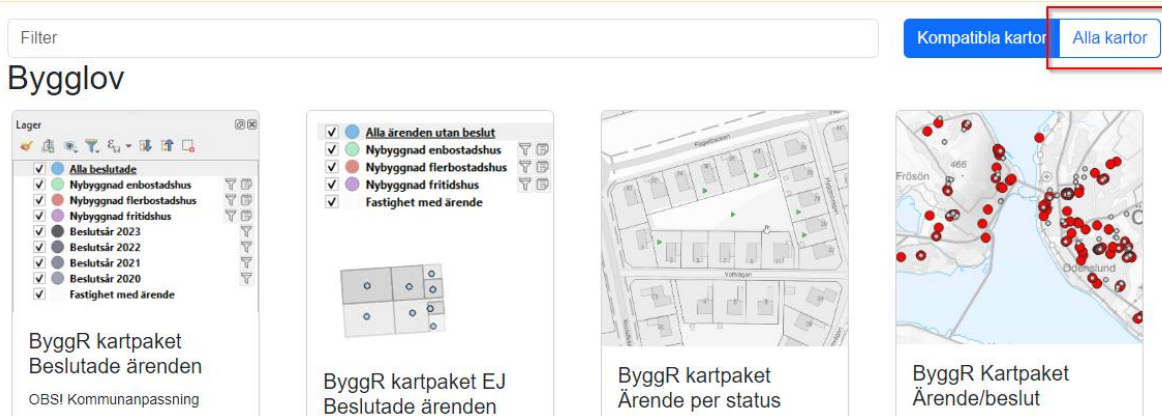 Filter
Kompatibla kartor
Alla kartor
Bygglov
Lager
Alla beslutade
Nybyggnad enbostadshus
Nybyggnad flerbostadshus
Nybyggnad fritidshus
Beslutsår 2023
Beslutsår 2022
Beslutsår 2021
Beslutsår 2020
Fastighet med ärende
ByggR kartpaket
Beslutade ärenden
OBS! Kommunanpassning
Alla ärenden utan beslut
Nybyggnad enbostadshus
Nybyggnad flerbostadshus
Nybyggnad fritidshus
Fastighet med ärende
ByggR kartpaket EJ
Beslutade ärenden
ByggR kartpaket
Ärende per status
466
Frösön
Odenslund
ByggR Kartpaket
Ärende/beslut